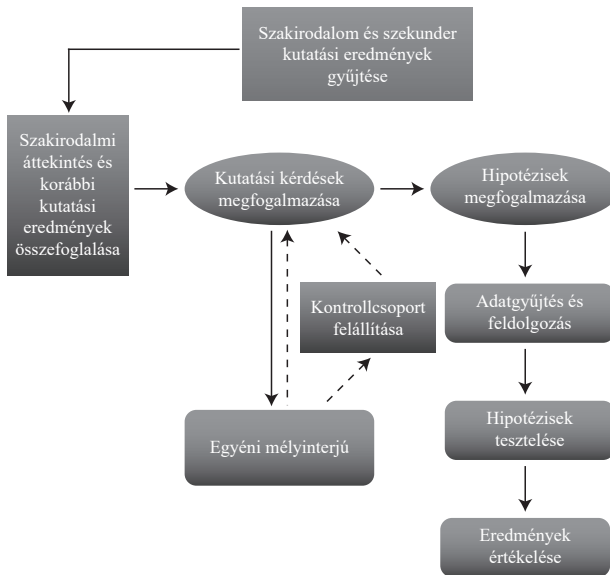 Szakirodalom és szekunder
kutatási eredmények
gyűjtése
Szakirodalmi
áttekintés és
korábbi
kutatási
eredmények
összefoglalása
Kutatási kérdések
megfogalmazása
Hipotézisek
megfogalmazása
Kontrollcsoport
felállítása
Adatgyűjtés és
feldolgozás
Egyéni mélyinterjú
Hipotézisek
tesztelése
Eredmények
értékelése